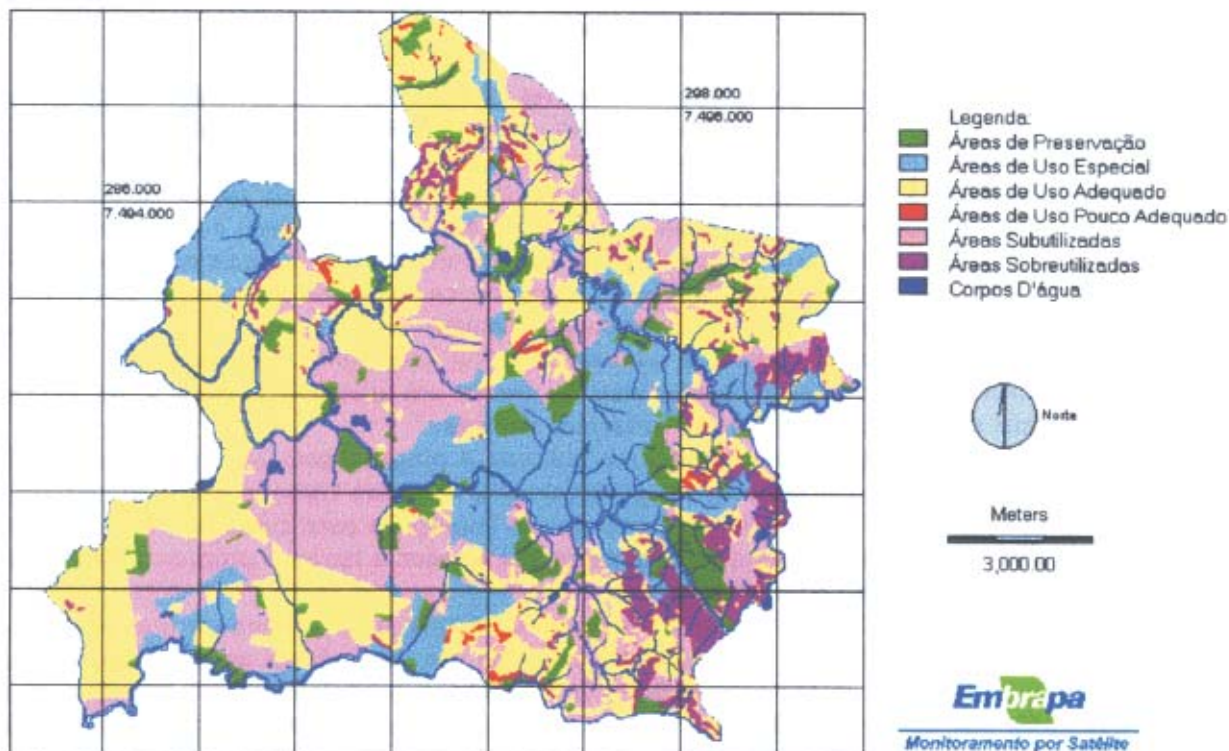 298.000
7.496.000
286.000
7.494.000
Legenda:
Áreas de Preservação
Áreas de Uso Especial
Áreas de Uso Adequado
Áreas de Uso Pouco Adequado
Áreas Subutilizadas
Áreas Sobreutilizadas
Corpos D'água
Norte
Meters
3,000.00
Embrapa
Monitoramento por Satélite